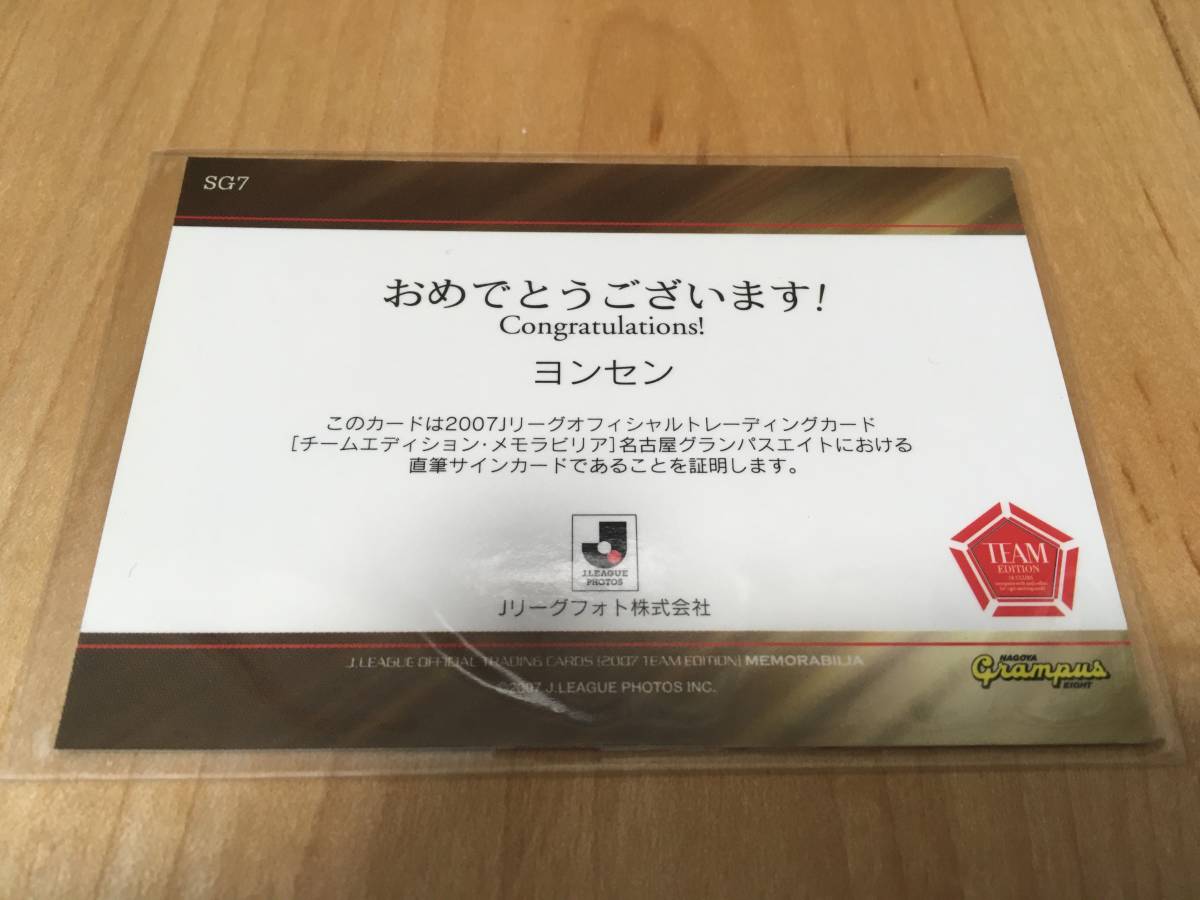 SG7
おめでとうございます!
Congratulations!
ヨンセン
このカードは2007Jリーグオフィシャルトレーディングカード
[チームエディション・メモラビリア]名古屋グランパスエイトにおける
直筆サインカードであることを証明します。
J.LEAGUE
PHOTOS
Jリーグフォト株式会社
TEAM
EDITION
J.LEAGUE OFFICIAL TRADING CARDS [2007 TEAM EDITION] MEMORABILIA
©2007 J.LEAGUE PHOTOS INC.
NAGOYA
Grampus
EIGHT